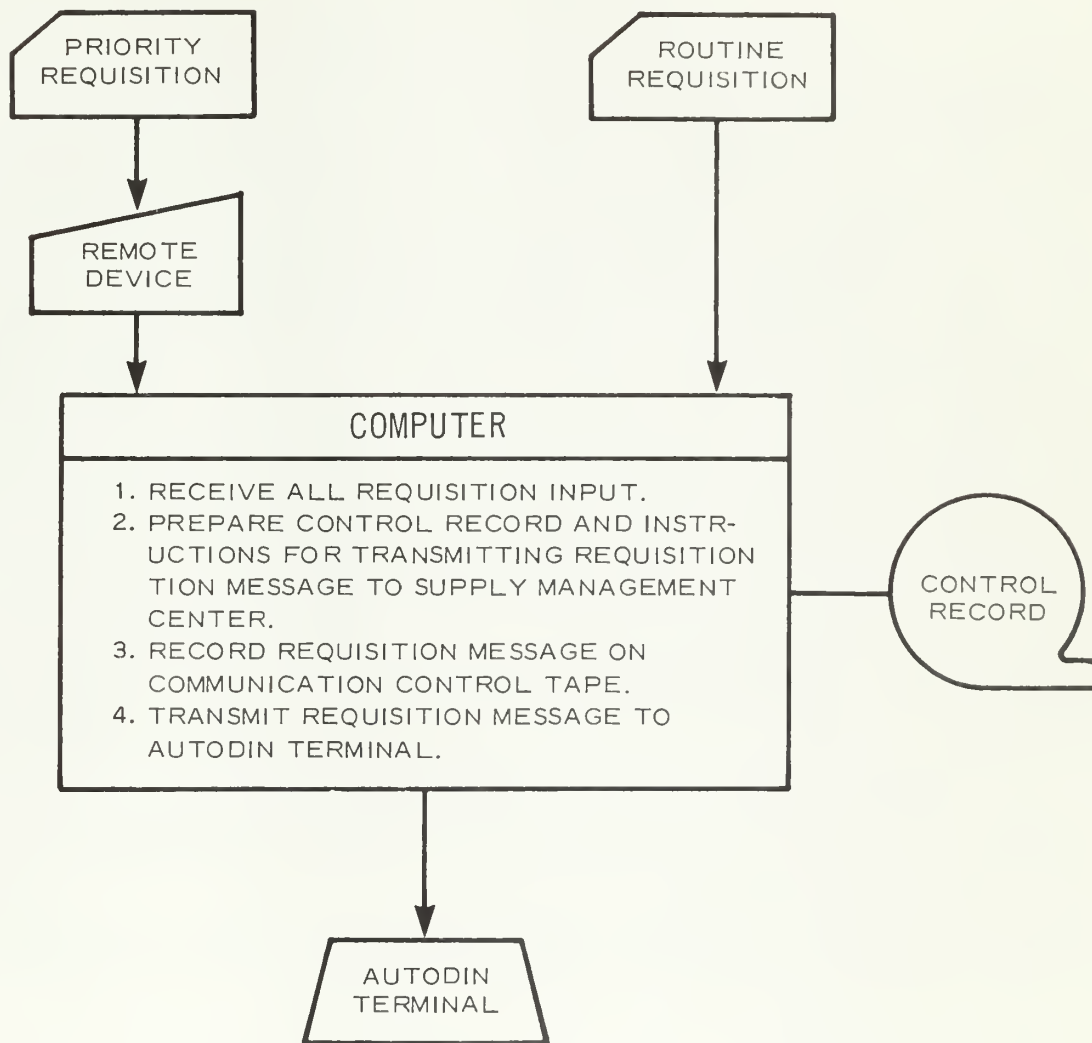 PRIORITY
REQUISITION
ROUTINE
REQUISITION
REMOTE
DEVICE
COMPUTER
1. RECEIVE ALL REQUISITION INPUT.
2. PREPARE CONTROL RECORD AND INSTR-
UCTIONS FOR TRANSMITTING REQUISITION
TION MESSAGE TO SUPPLY MANAGEMENT
CENTER.
3. RECORD REQUISITION MESSAGE ON
COMMUNICATION CONTROL TAPE.
4. TRANSMIT REQUISITION MESSAGE TO
AUTODIN TERMINAL.
CONTROL
RECORD
AUTODIN
TERMINAL